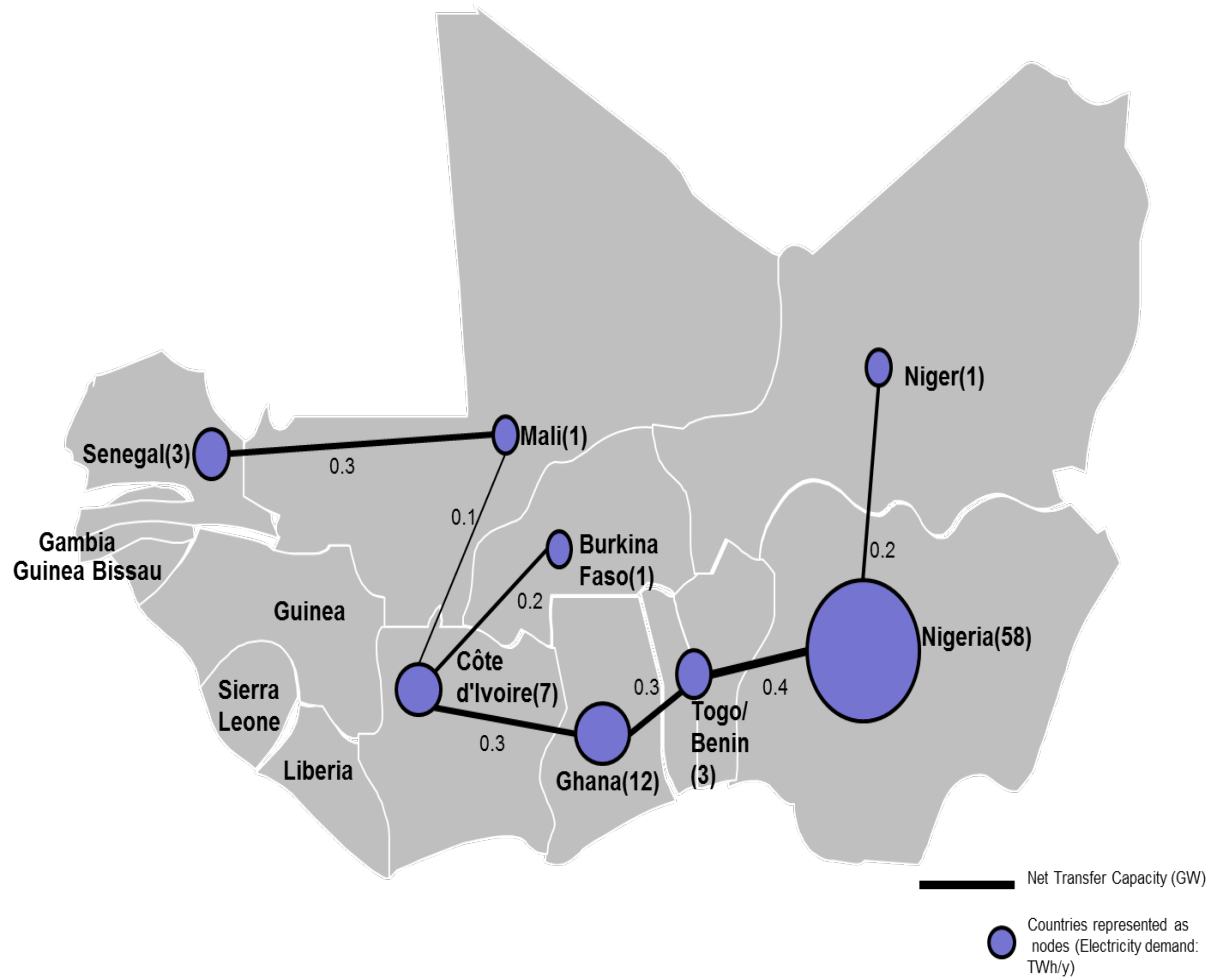 Niger(1)
Mali(1)
Senegal(3)
0.3
0.1
Gambia
Guinea Bissau
Burkina
Faso(1)
0.2
0.2
Guinea
Nigeria(58)
Côte
d'Ivoire(7)
0.3
0.4
Sierra
Leone
Togo/
Benin
(3)
0.3
Liberia
Ghana(12)
Net Transfer Capacity (GW)
Countries represented as
nodes (Electricity demand:
TWh/y)